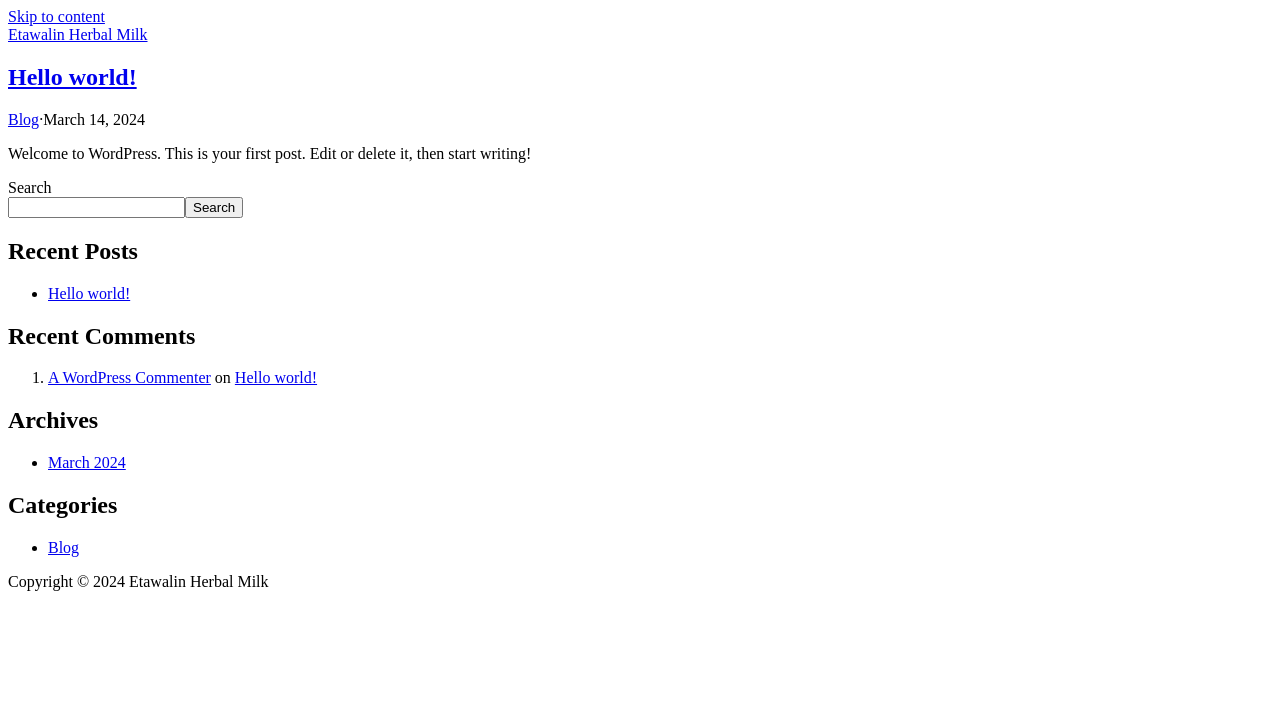 Skip to content
Etawalin Herbal Milk
Hello world!
Blog·March 14, 2024
Welcome to WordPress. This is your first post. Edit or delete it, then start writing!
Search
Search
Recent Posts
Hello world!
Recent Comments
1. A WordPress Commenter on Hello world!
Archives
March 2024
Categories
Blog
Copyright © 2024 Etawalin Herbal Milk